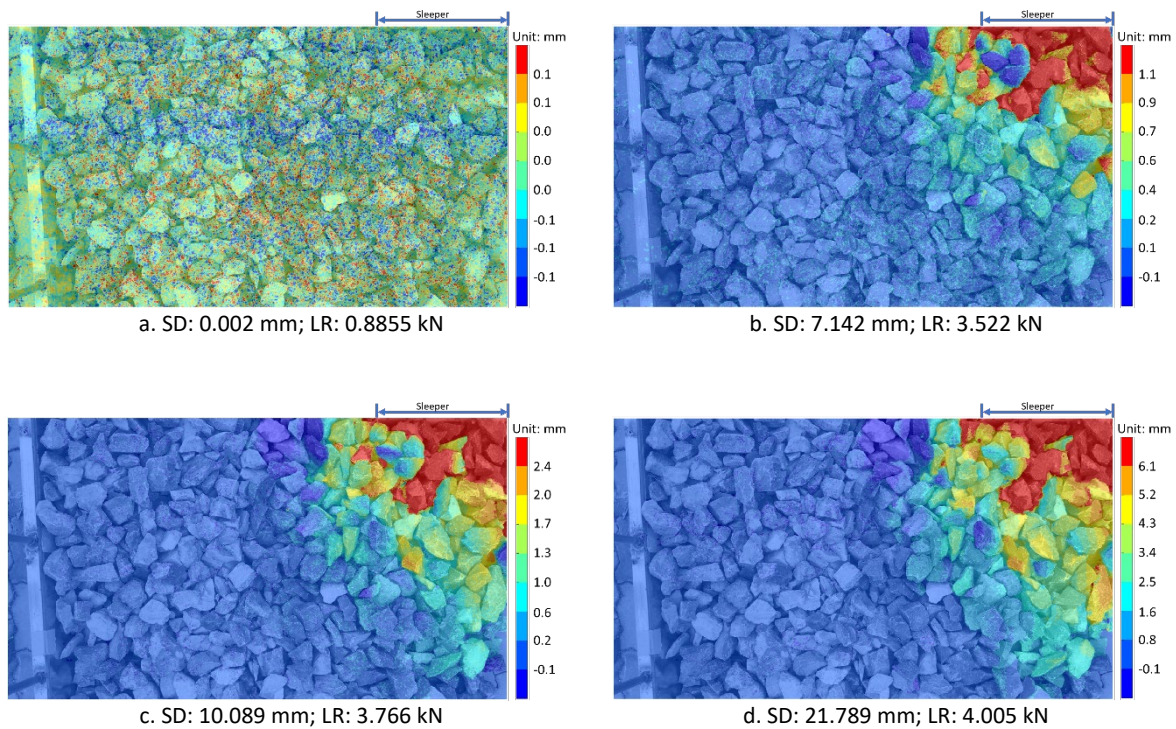 Sleeper
Unit: mm
0.1
0.1
0.0
0.0
0.0
-0.1
-0.1
-0.1
a. SD: 0.002 mm; LR: 0.8855 kN
Sleeper
Unit: mm
1.1
0.9
0.7
0.6
0.4
0.2
0.1
-0.1
b. SD: 7.142 mm; LR: 3.522 kN
Sleeper
Unit: mm
2.4
2.0
1.7
1.3
1.0
0.6
0.2
-0.1
c. SD: 10.089 mm; LR: 3.766 kN
Sleeper
Unit: mm
6.1
5.2
4.3
3.4
2.5
1.6
1.8
-0.1
d. SD: 21.789 mm; LR: 4.005 kN